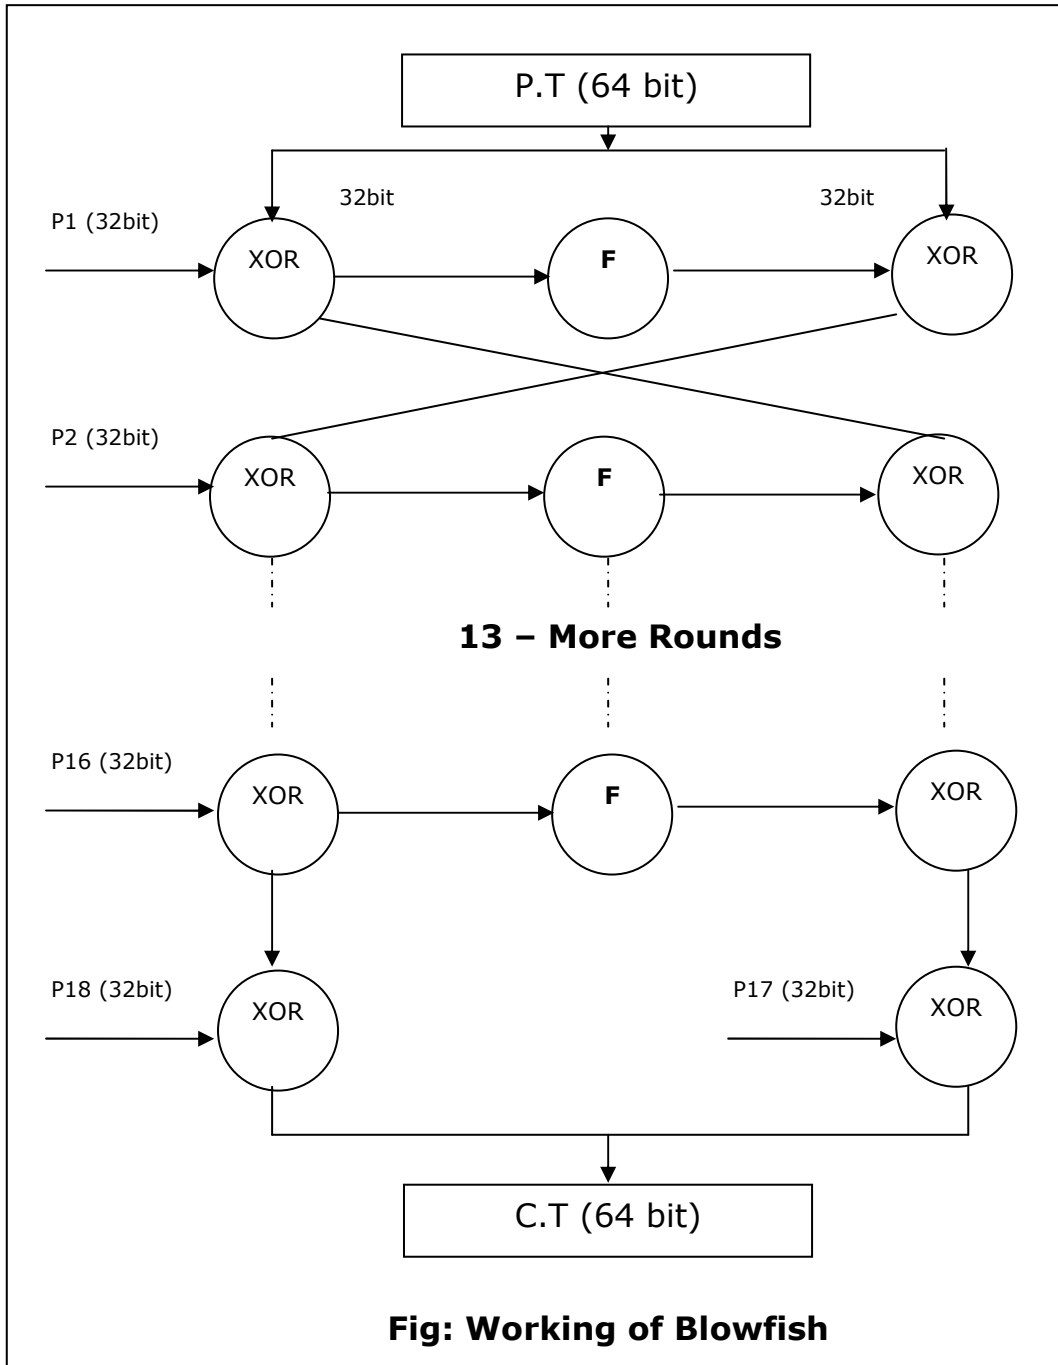 P.T (64 bit)
32bit
32bit
P1 (32bit)
XOR
F
XOR
P2 (32bit)
XOR
F
XOR
13 – More Rounds
P16 (32bit)
XOR
F
XOR
P18 (32bit)
XOR
P17 (32bit)
XOR
C.T (64 bit)
Fig: Working of Blowfish